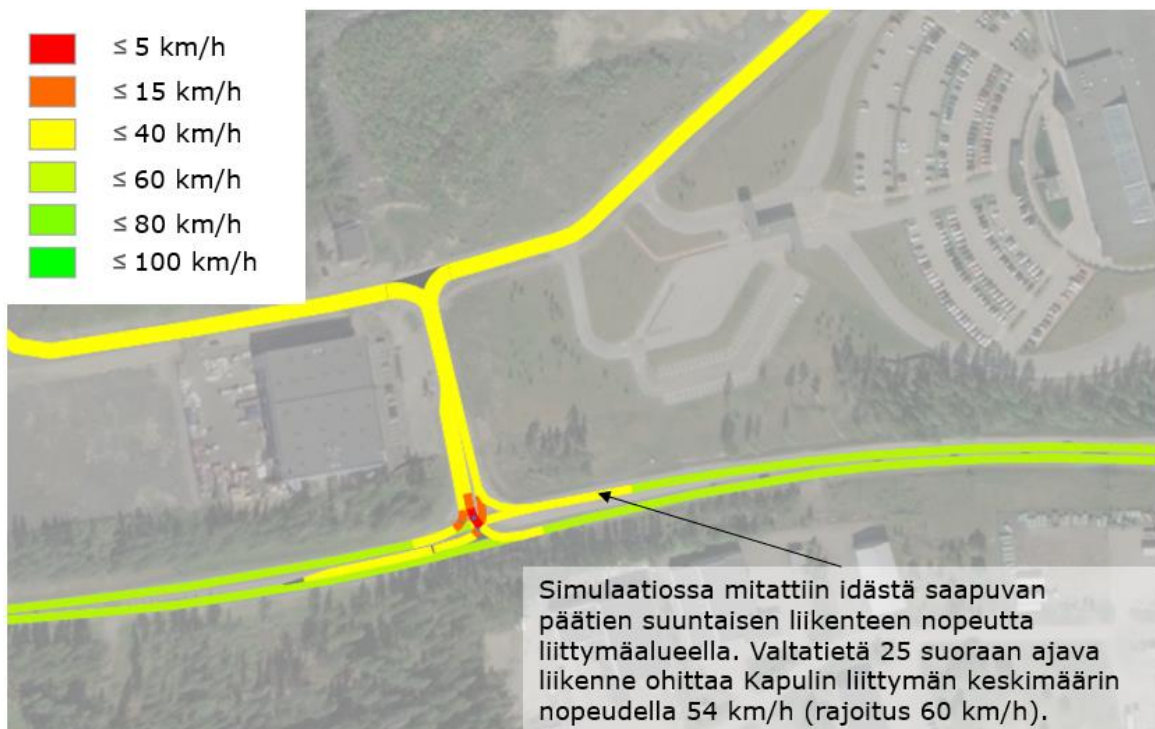 ≤ 5 km/h
≤ 15 km/h
≤ 40 km/h
≤ 60 km/h
≤ 80 km/h
≤ 100 km/h
Simulaatiossa mitattiin idästä saapuvan
päätien suuntaisen liikenteen nopeutta
liittymäalueella. Valtatietä 25 suoraan ajava
liikenne ohittaa Kapulin liittymän keskimäärin
nopeudella 54 km/h (rajoitus 60 km/h).